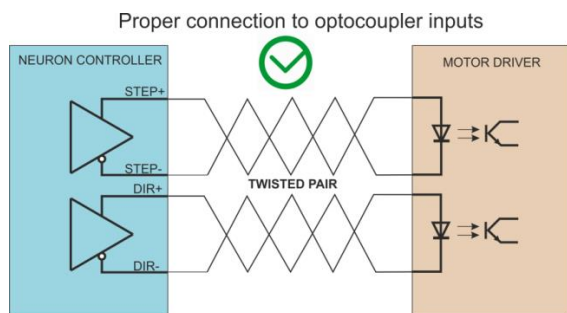 Proper connection to optocoupler inputs
NEURON CONTROLLER
MOTOR DRIVER
STEP+
STEP-
TWISTED PAIR
DIR+
DIR-